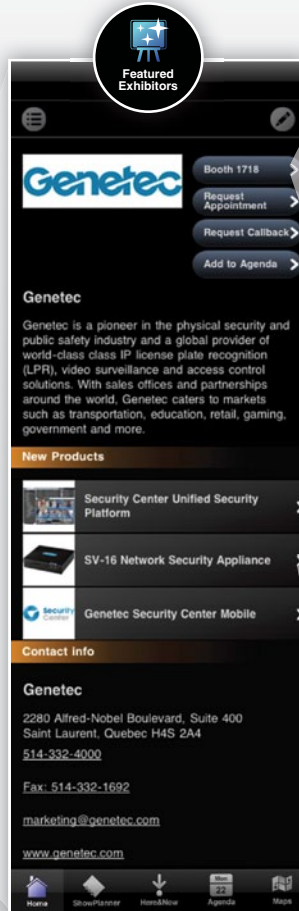 Featured
Exhibitors
Genetec
Booth 1718
Request
Appointment
Request Callback
Add to Agenda
Genetec
Genetec is a pioneer in the physical security and
public safety industry and a global provider of
world-class class IP license plate recognition
(LPR), video surveillance and access control
solutions. With sales offices and partnerships
around the world, Genetec caters to markets
such as transportation, education, retail, gaming,
government and more.
New Products
Security Center Unified Security
Platform
SV-16 Network Security Appliance
Security
Center
Genetec Security Center Mobile
Contact info
Genetec
2280 Alfred-Nobel Boulevard, Suite 400
Saint Laurent, Quebec H4S 2A4
514-332-4000
Fax: 514-332-1692
marketing@genetec.com
www.genetec.com
Mon
22
Home ShowPlanner Here&Now Agenda Maps